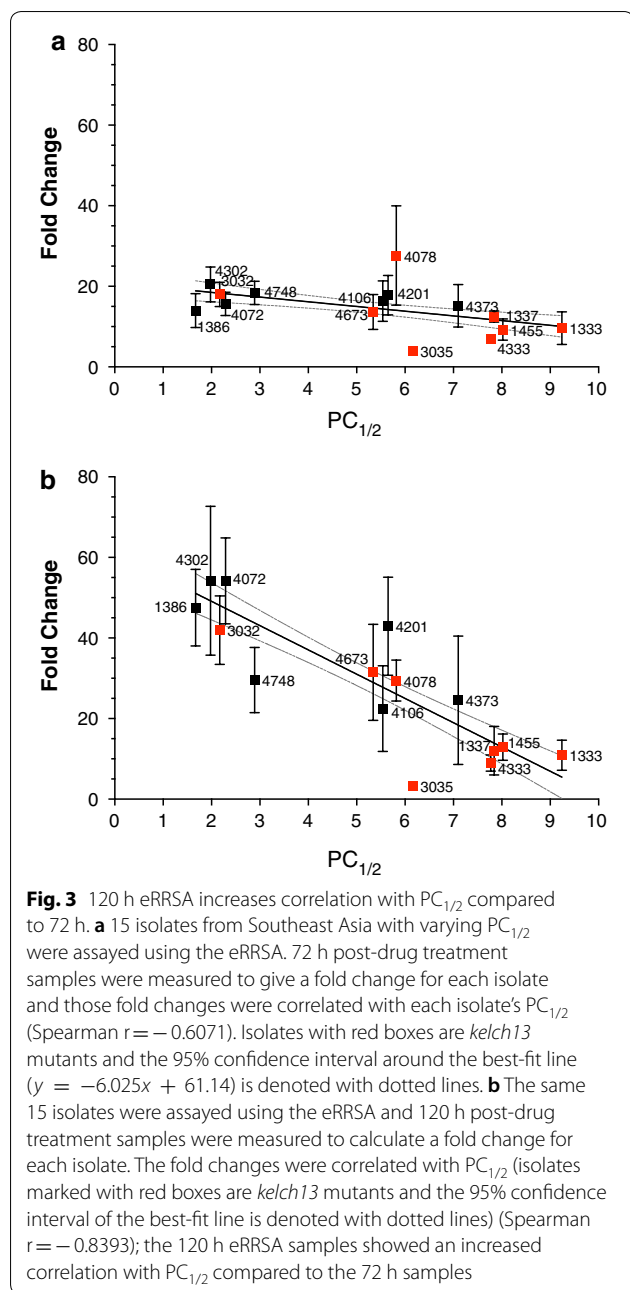 a
80
60
40
20
0
Fold Change
4078
4302
3032
4748
4106
4201
4373
1386
4072
4673
1337
1455
1333
3035
4333
0 1 2 3 4 5 6 7 8 9 10
PC1/2
b
80
60
40
20
0
Fold Change
4302
4072
1386
3032
4201
4748
4673
4078
4106
4373
1337
1455
1333
4333
3035
0 1 2 3 4 5 6 7 8 9 10
PC1/2
Fig. 3 120 h eRRSA increases correlation with PC1/2 compared
to 72 h. a 15 isolates from Southeast Asia with varying PC1/2
were assayed using the eRRSA. 72 h post-drug treatment
samples were measured to give a fold change for each isolate
and those fold changes were correlated with each isolate's PC1/2
(Spearman r = − 0.6071). Isolates with red boxes are kelch13
mutants and the 95% confidence interval around the best-fit line
(y = −6.025x + 61.14) is denoted with dotted lines. b The same
15 isolates were assayed using the eRRSA and 120 h post-drug
treatment samples were measured to calculate a fold change for
each isolate. The fold changes were correlated with PC1/2 (isolates
marked with red boxes are kelch13 mutants and the 95% confidence
interval of the best-fit line is denoted with dotted lines) (Spearman
r = − 0.8393); the 120 h eRRSA samples showed an increased
correlation with PC1/2 compared to the 72 h samples